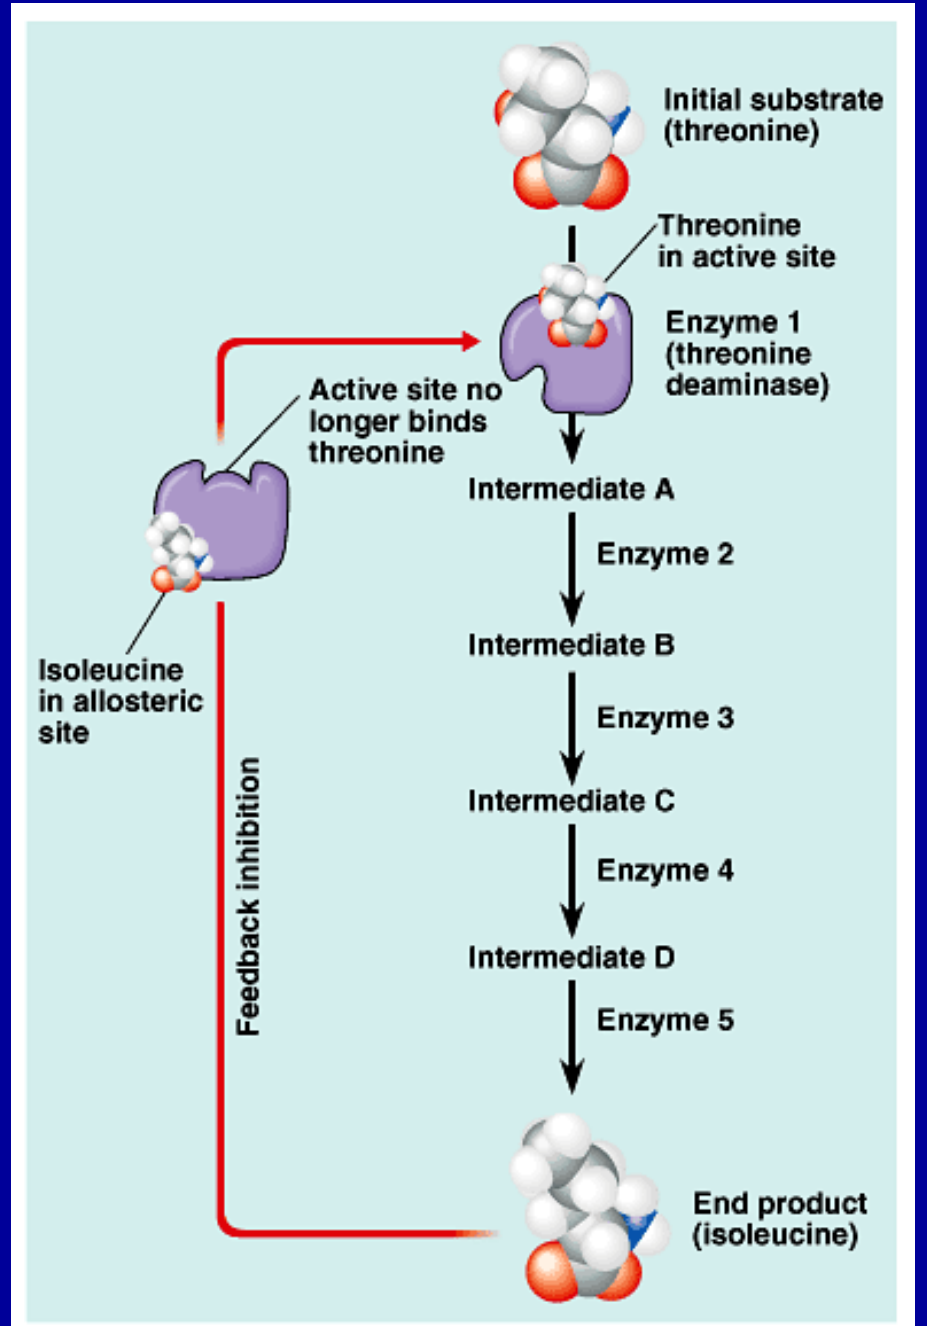 Initial substrate
(threonine)
Threonine
in active site
Enzyme 1
(threonine
deaminase)
Active site no
longer binds
threonine
Intermediate A
Enzyme 2
Intermediate B
Isoleucine
in allosteric
site
Enzyme 3
Intermediate C
Feedback inhibition
Enzyme 4
Intermediate D
Enzyme 5
End product
(isoleucine)